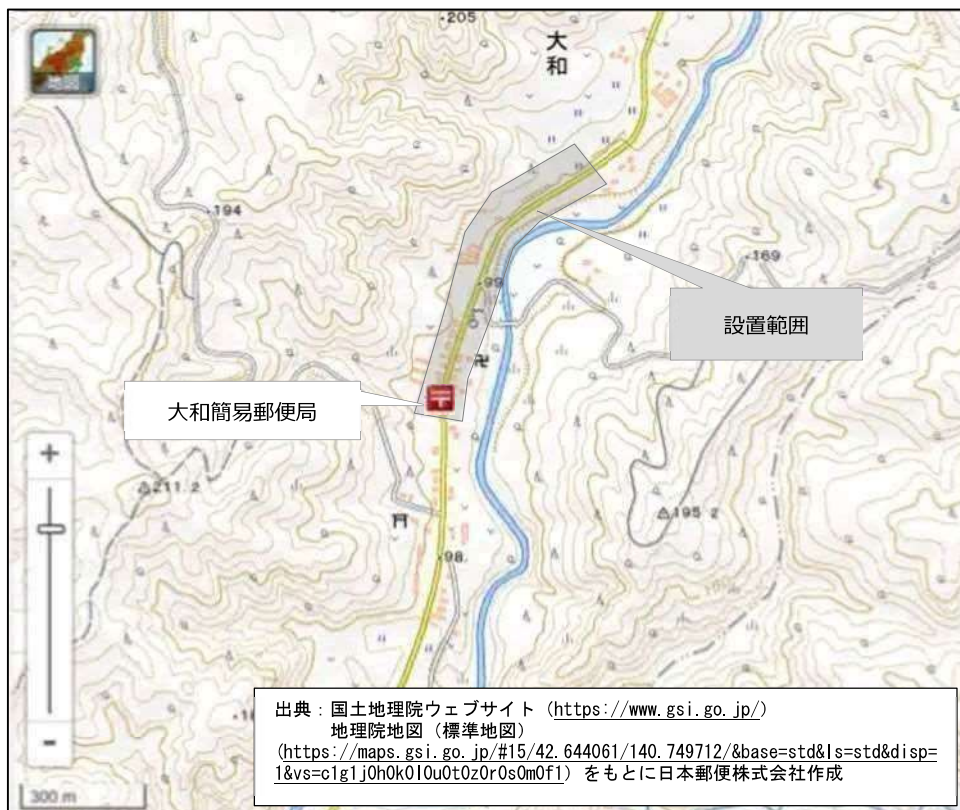 ・205
大和
地図
・194
・169
・99
設置範囲
大和簡易郵便局
+
△211.2
△195.2
・98.
-
300 m
出典：国土地理院ウェブサイト（https://www.gsi.go.jp/）
地理院地図（標準地図）
(https://maps.gsi.go.jp/#15/42.644061/140.749712/&base=std&ls=std&disp=
1&vs=c1g1j0h0k0l0u0t0z0r0s0m0f1）をもとに日本郵便株式会社作成